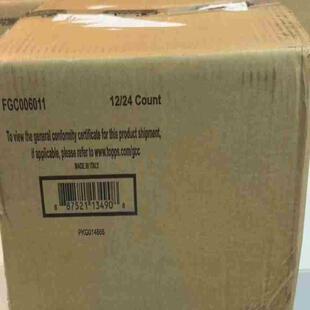 FGC006011 12/24 Count
To view the general conformity certificate for this product shipment,
if applicable, please refer to www.topps.com/gcc
MADE IN ITALY
8 87521 13490 8
PKG014866